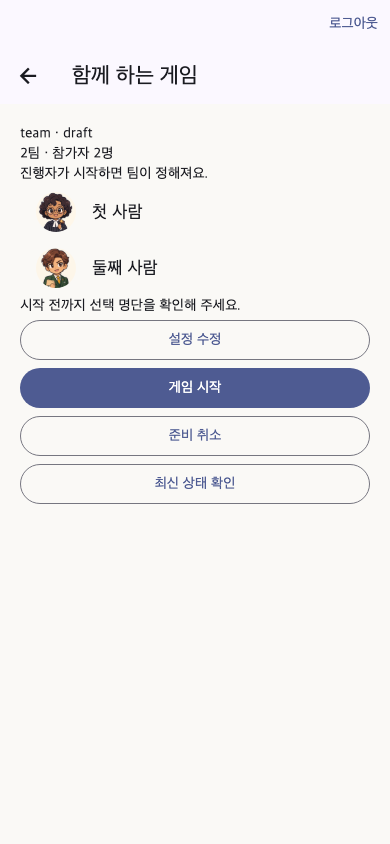 로그아웃
함께 하는 게임
team · draft
2팀 · 참가자 2명
진행자가 시작하면 팀이 정해져요.
첫 사람
둘째 사람
시작 전까지 선택 명단을 확인해 주세요.
설정 수정
게임 시작
준비 취소
최신 상태 확인